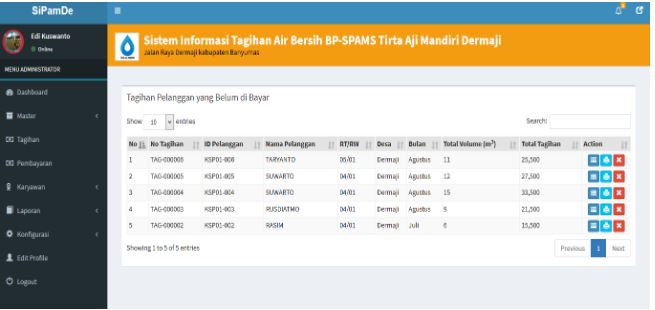 SiPamDe
Edi Kuswanto
Online
MENU ADMINISTRATOR
Dashboard
Master
Tagihan
Pembayaran
Karyawan
Laporan
Konfigurasi
Edit Profile
Logout
Sistem Informasi Tagihan Air Bersih BP-SPAMS Tirta Aji Mandiri Dermaji
Jalan Raya Dermaji kabupaten Banyumas
Tagihan Pelanggan yang Belum di Bayar
Show 10 entries Search:
No No Tagihan ID Pelanggan Nama Pelanggan RT/RW Desa Bulan Total Volume (m³) Total Tagihan Action
1 TAG-000006 KSP01-006 TARYANTO 05/01 Dermaji Agustus 11 25,500
2 TAG-000005 KSP01-005 SUWARTO 04/01 Dermaji Agustus 12 27,500
3 TAG-000004 KSP01-004 SUWARTO 04/01 Dermaji Agustus 15 33,500
4 TAG-000003 KSP01-003 RUSDIATMO 04/01 Dermaji Agustus 9 21,500
5 TAG-000002 KSP01-002 RASIM 04/01 Dermaji Juli 6 15,500
Showing 1 to 5 of 5 entries
Previous 1 Next